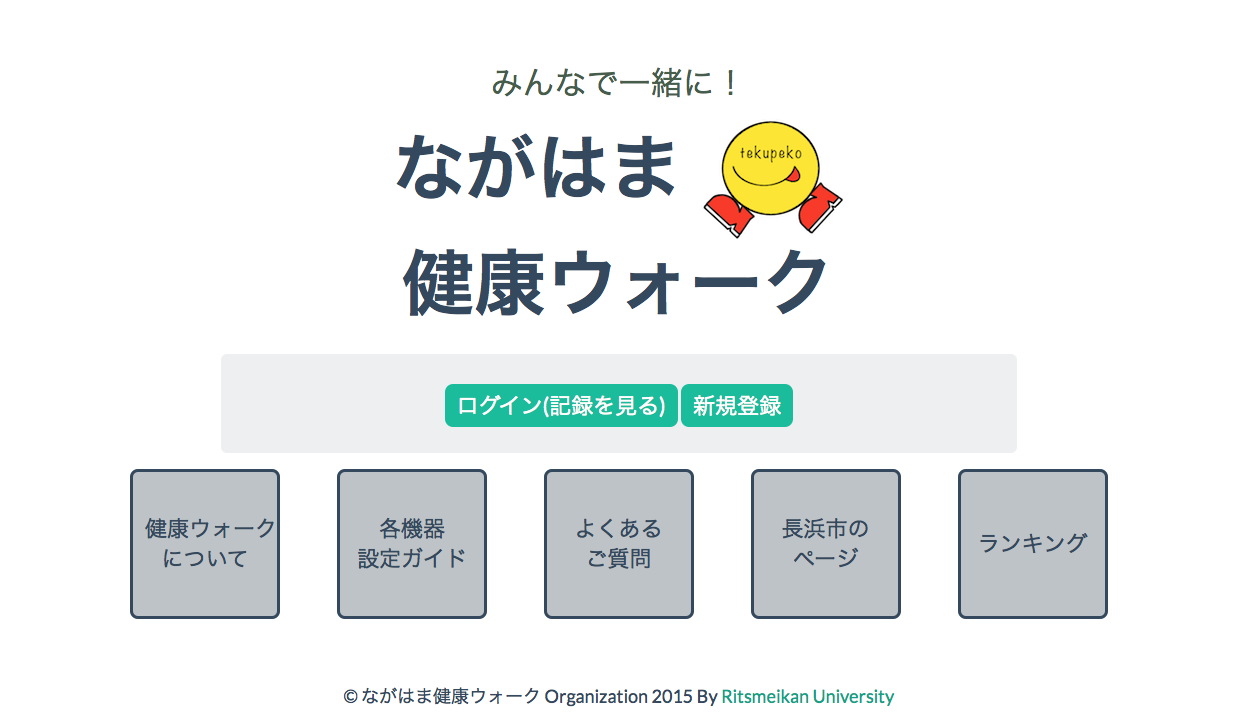 みんなで一緒に！
ながはま
tekupeko
健康ウォーク
ログイン(記録を見る) 新規登録
健康ウォーク
について
各機器
設定ガイド
よくある
ご質問
長浜市の
ページ
ランキング
© ながはま健康ウォーク Organization 2015 By Ritsmeikan University